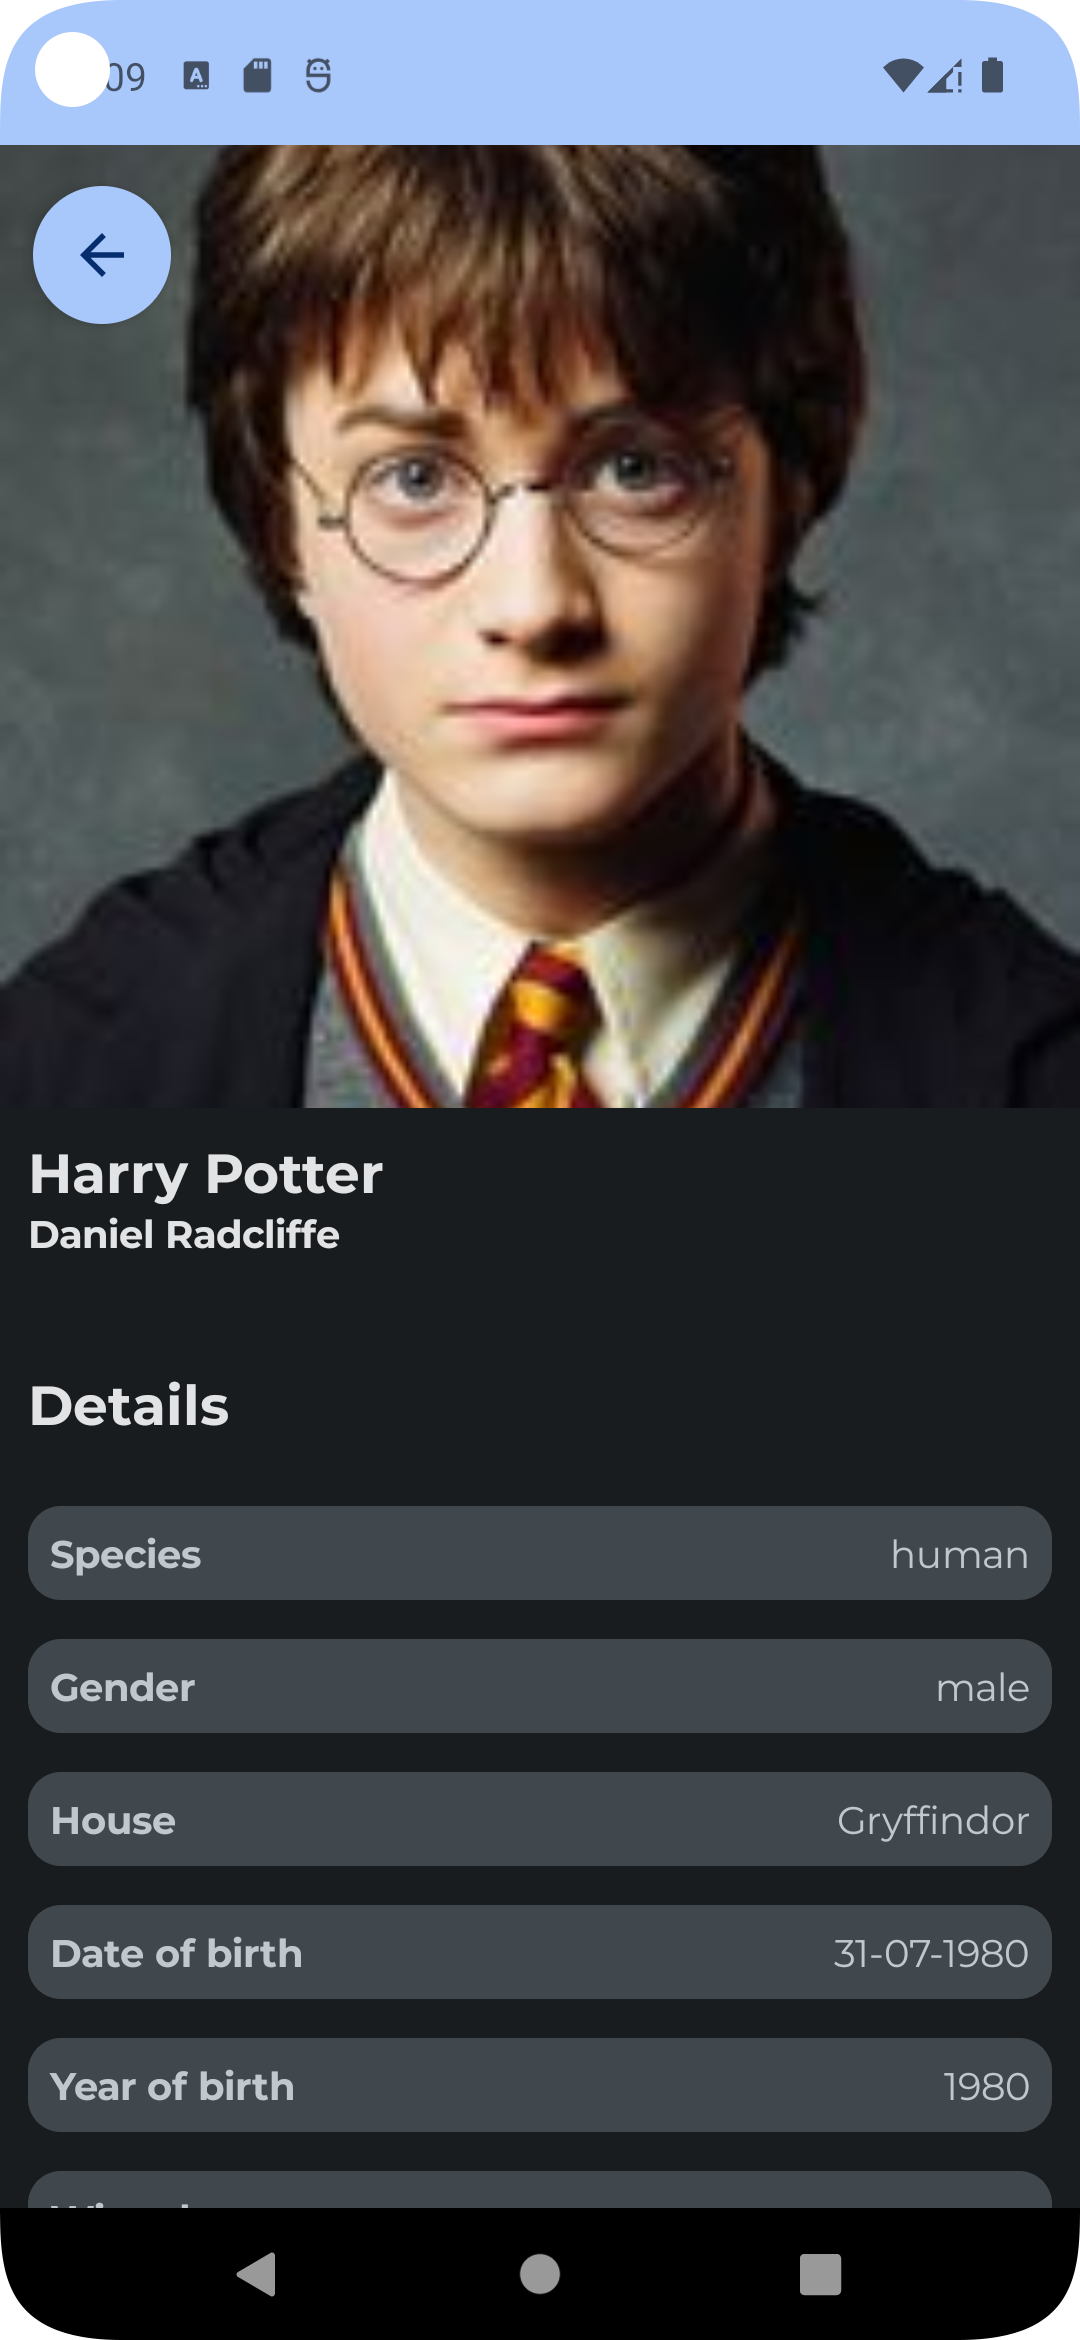 09
Harry Potter
Daniel Radcliffe
Details
Species human
Gender male
House Gryffindor
Date of birth 31-07-1980
Year of birth 1980